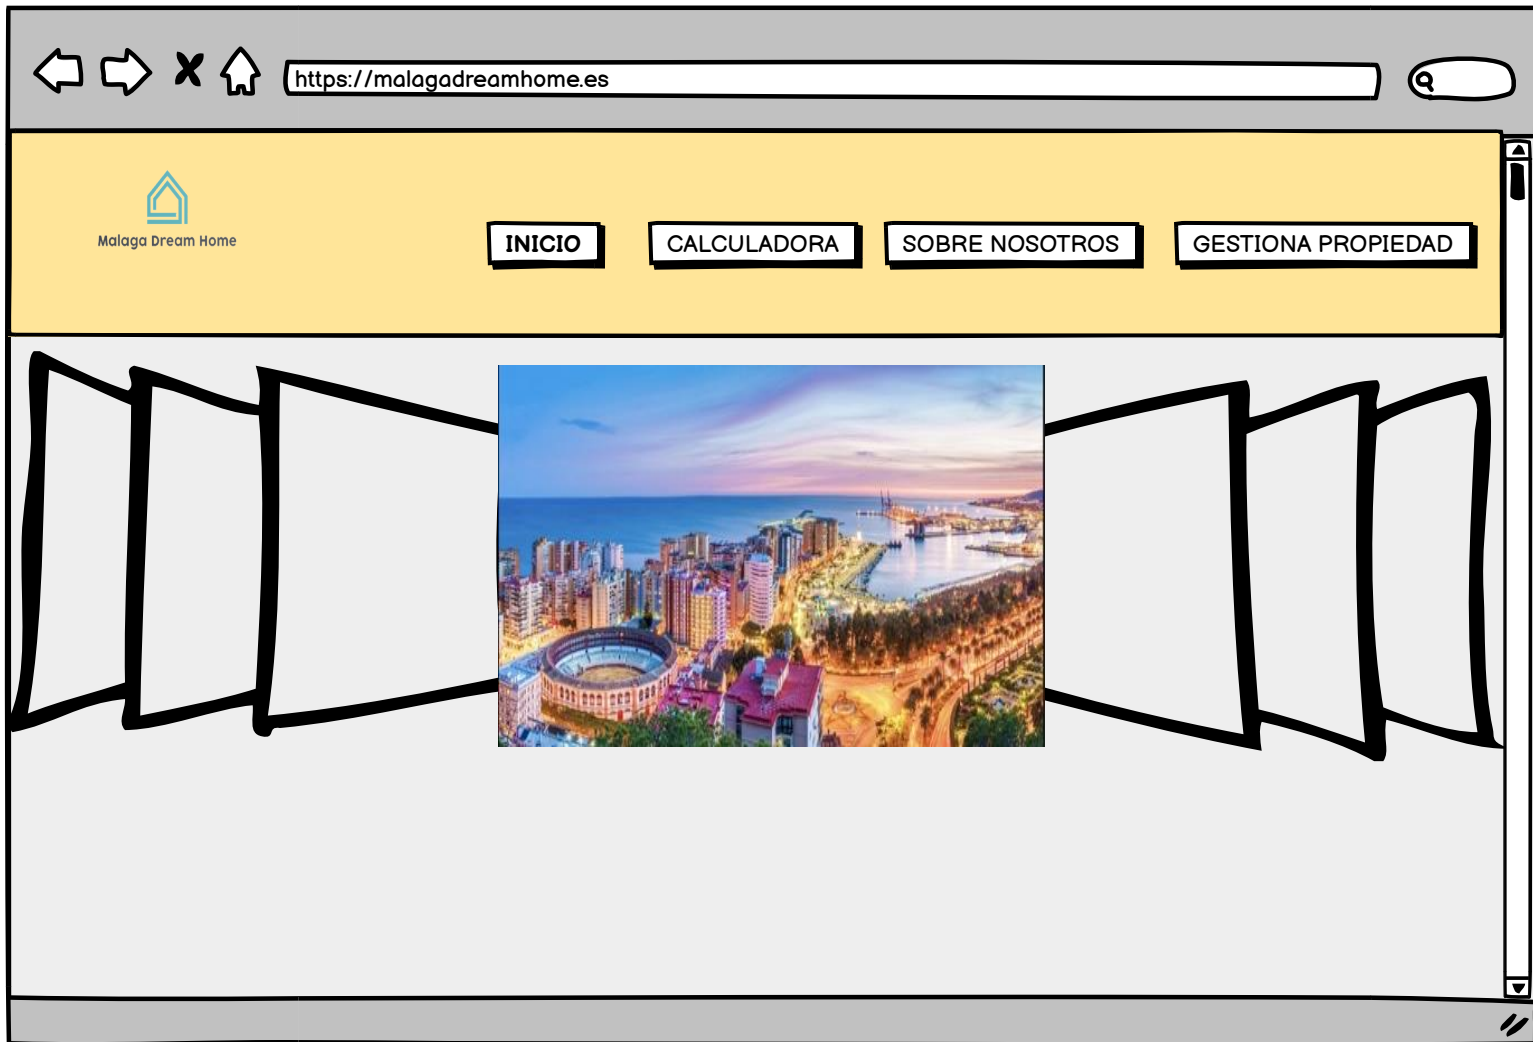 https://malagadreamhome.es
Malaga Dream Home
INICIO
CALCULADORA
SOBRE NOSOTROS
GESTIONA PROPIEDAD